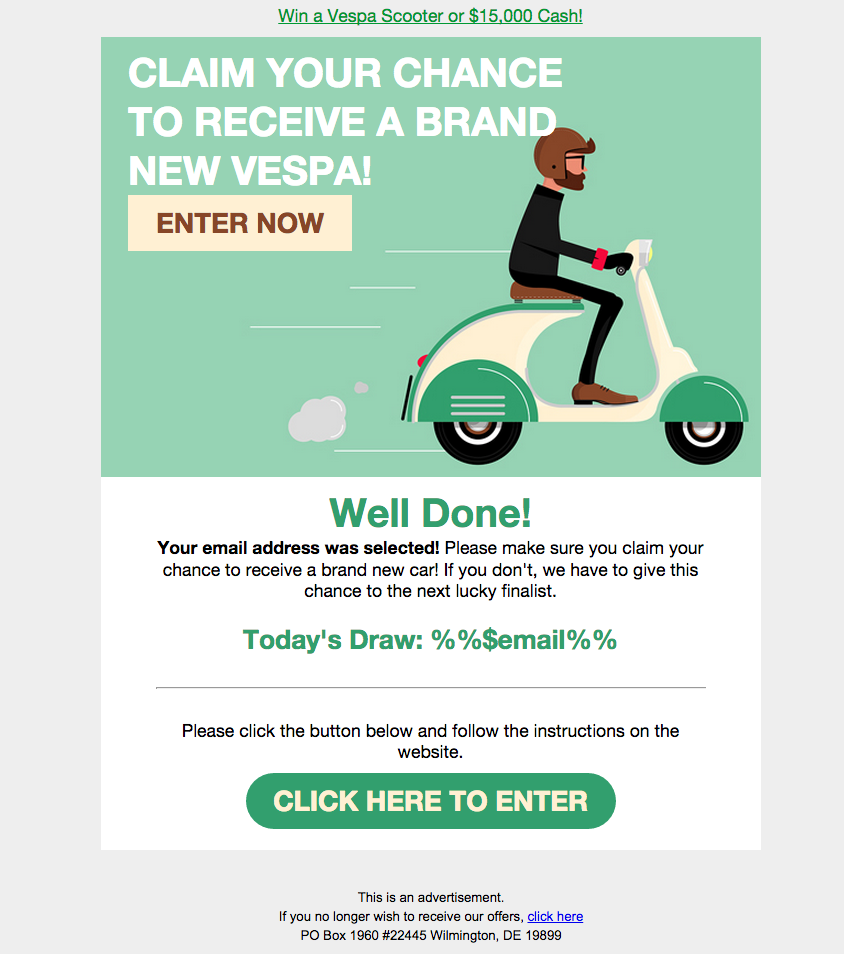 Win a Vespa Scooter or $15,000 Cash!
CLAIM YOUR CHANCE
TO RECEIVE A BRAND
NEW VESPA!
ENTER NOW
Well Done!
Your email address was selected! Please make sure you claim your
chance to receive a brand new car! If you don't, we have to give this
chance to the next lucky finalist.
Today's Draw: %%$email%%
Please click the button below and follow the instructions on the
website.
CLICK HERE TO ENTER
This is an advertisement.
If you no longer wish to receive our offers, click here
PO Box 1960 #22445 Wilmington, DE 19899